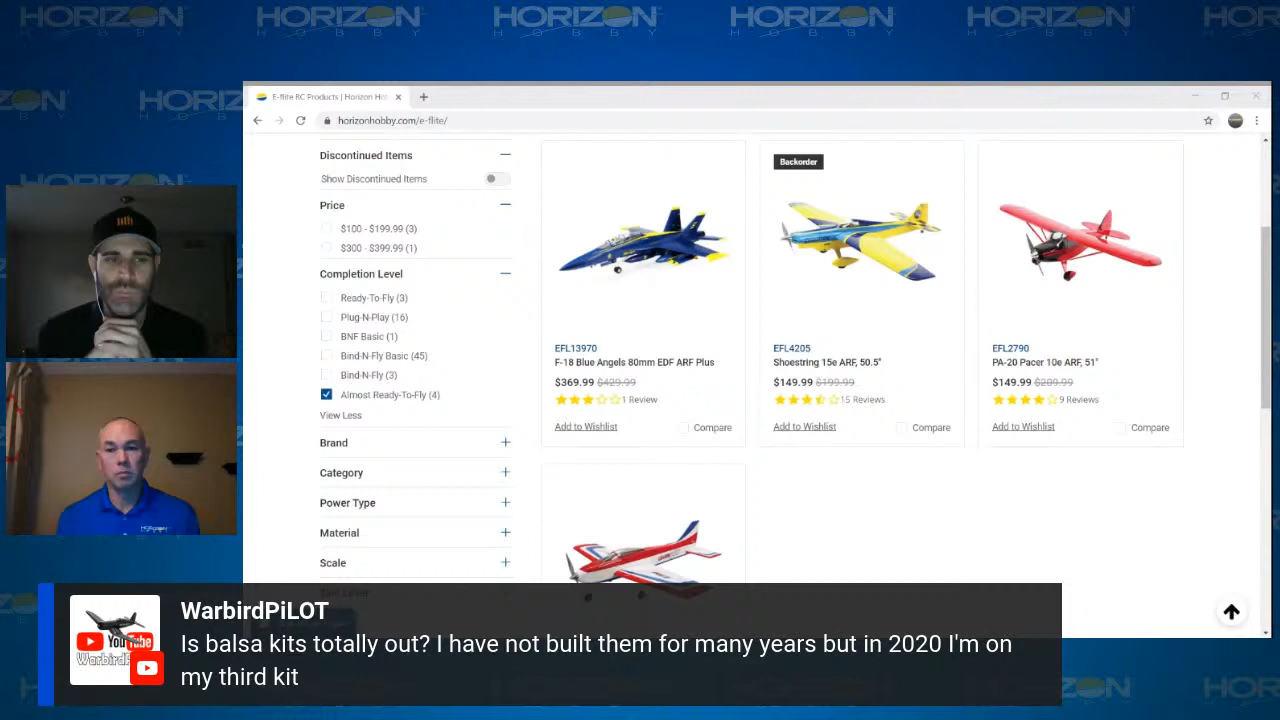 HORIZON
HOBBY
E-flite RC Products | Horizon Ho
horizonhobby.com/e-flite/
Discontinued Items
Show Discontinued Items
Price
$100 - $199.99 (3)
$300 - $399.99 (1)
Completion Level
Ready-To-Fly (3)
Plug-N-Play (16)
BNF Basic (1)
Bind-N-Fly Basic (45)
Bind-N-Fly (3)
Almost Ready-To-Fly (4)
View Less
Brand
Category
Power Type
Material
Scale
EFL13970
F-18 Blue Angels 80mm EDF ARF Plus
$369.99 $429.99
1 Review
Add to Wishlist
Compare
Backorder
EFL4205
Shoestring 15e ARF, 50.5"
$149.99 $199.99
15 Reviews
Add to Wishlist
Compare
EFL2790
PA-20 Pacer 10e ARF, 51"
$149.99 $209.99
9 Reviews
Add to Wishlist
Compare
HORIZON
YouTube
WarbirdPiLOT
Is balsa kits totally out? I have not built them for many years but in 2020 I'm on
my third kit